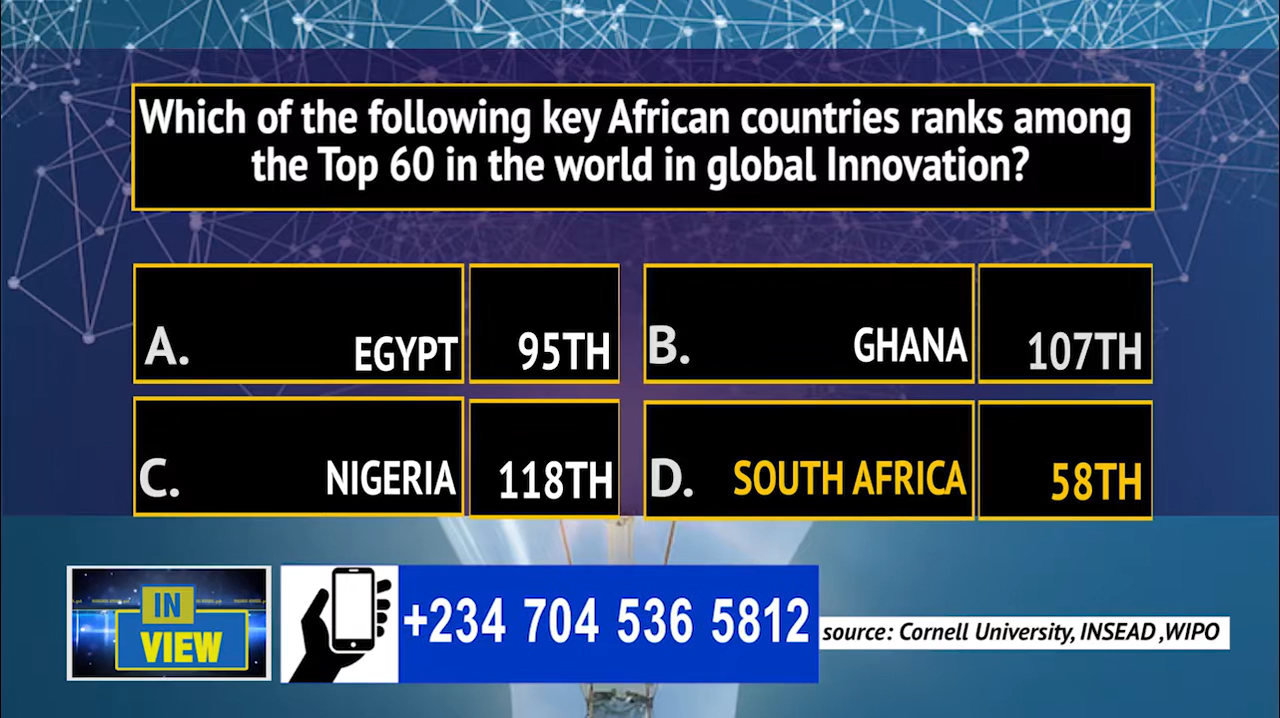 Which of the following key African countries ranks among
the Top 60 in the world in global Innovation?
A. EGYPT 95TH
B. GHANA 107TH
C. NIGERIA 118TH
D. SOUTH AFRICA 58TH
IN
VIEW
+234 704 536 5812
source: Cornell University, INSEAD ,WIPO